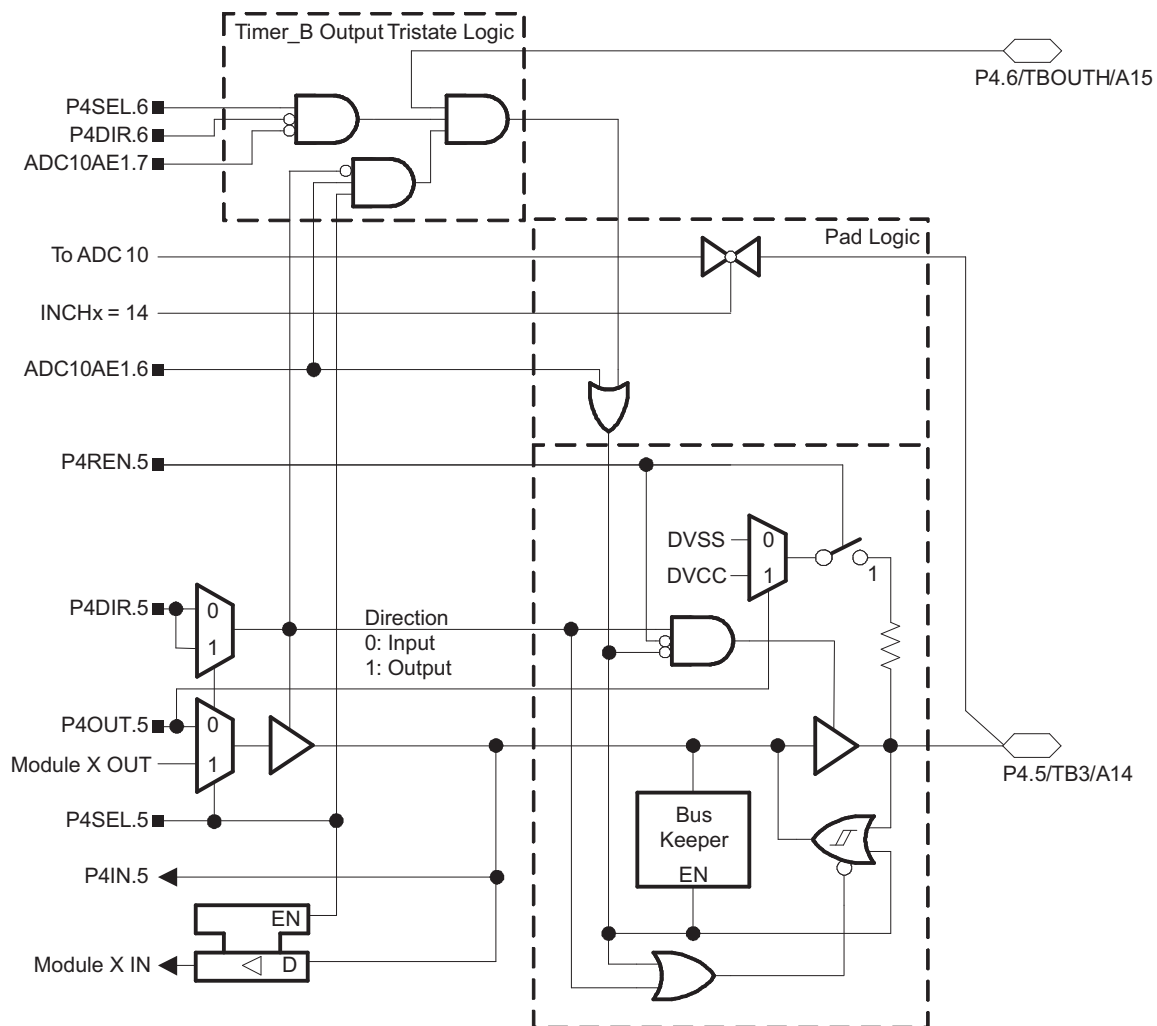 Timer_B Output Tristate Logic
P4.6/TBOUTH/A15
P4SEL.6
P4DIR.6
ADC10AE1.7
Pad Logic
To ADC 10
INCHx = 14
ADC10AE1.6
P4REN.5
DVSS
0
DVCC
1
1
P4DIR.5
0
1
Direction
0: Input
1: Output
P4OUT.5
0
Module X OUT
1
P4.5/TB3/A14
P4SEL.5
Bus
Keeper
EN
P4IN.5
EN
Module X IN
D